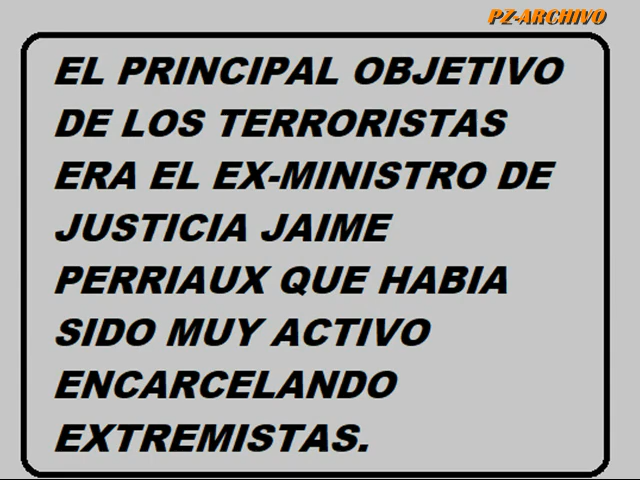 PZ-ARCHIVO
EL PRINCIPAL OBJETIVO
DE LOS TERRORISTAS
ERA EL EX-MINISTRO DE
JUSTICIA JAIME
PERRIAUX QUE HABIA
SIDO MUY ACTIVO
ENCARCELANDO
EXTREMISTAS.